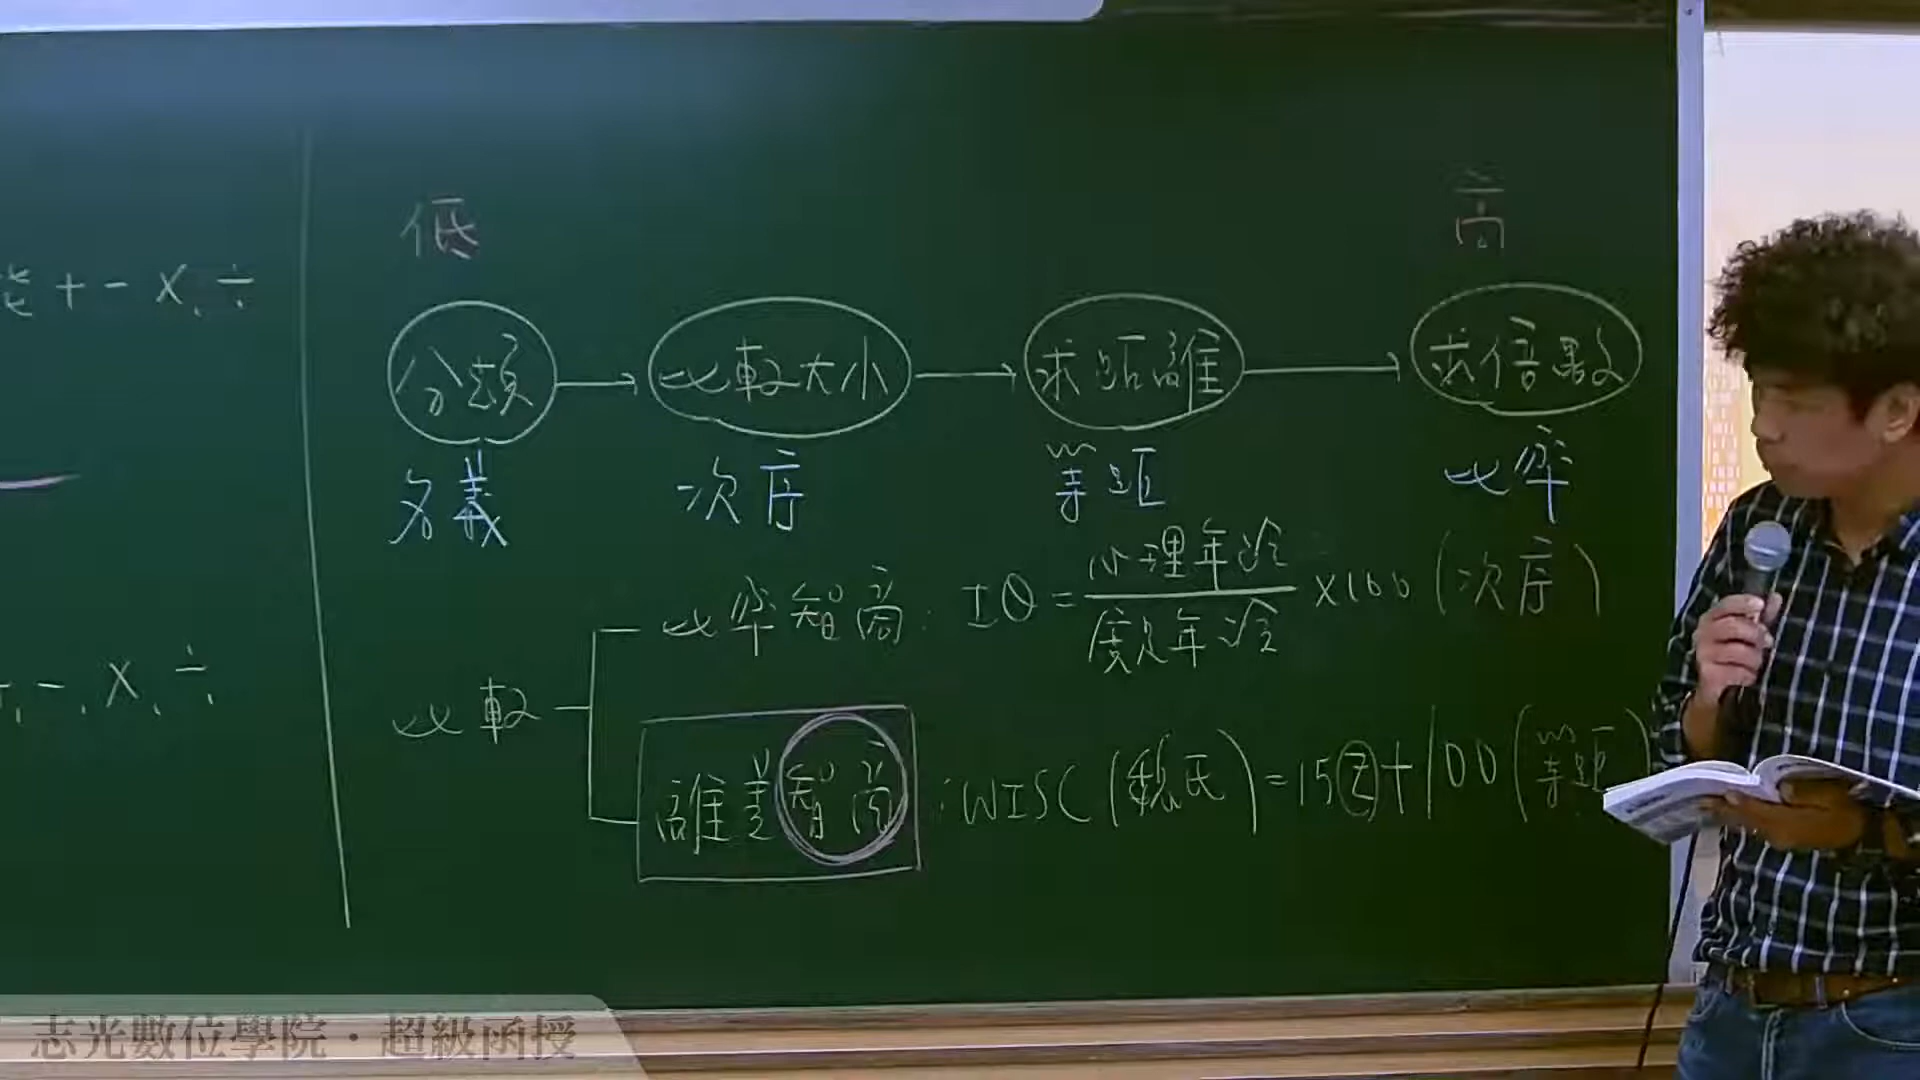 低 高
能 + - X, ÷
分類 → 比較大小 → 求距離 → 求倍數
名義 次序 等距 比率
比率智商: IQ = 心理年齡 / 實足年齡 ×100 (次序)
-, X, ÷
比較
離差智商 : WISC (魏氏) = 15Z + 100 (等距)
志光數位學院・超級函授